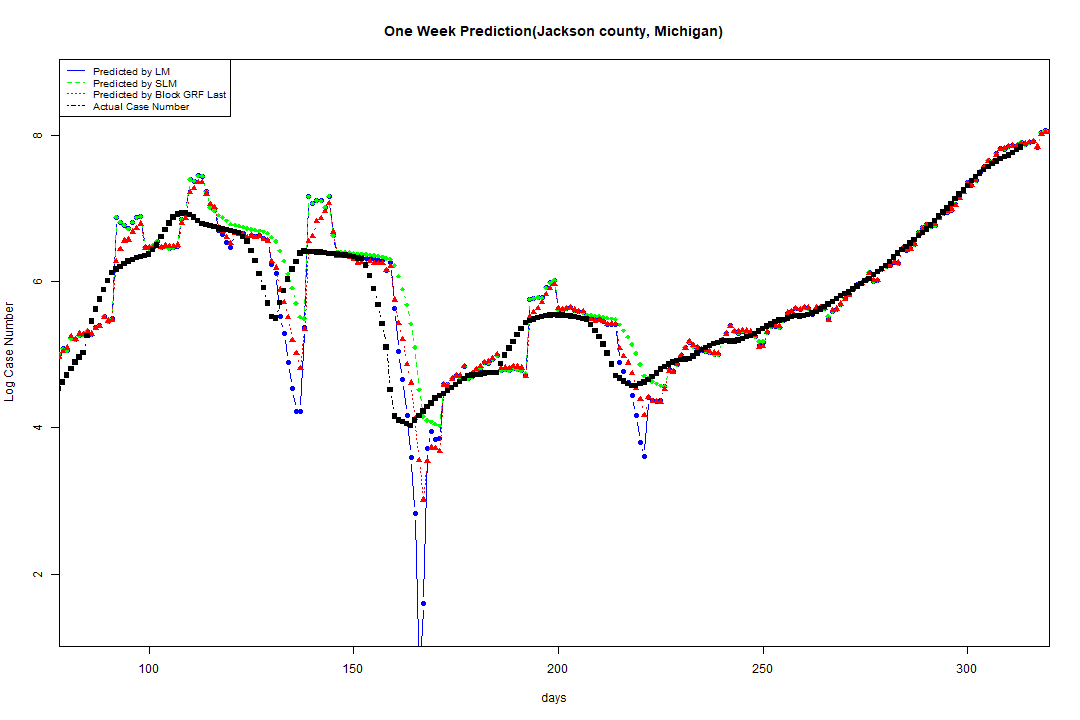 One Week Prediction(Jackson county, Michigan)
Predicted by LM
Predicted by SLM
Predicted by Block GRF Last
Actual Case Number
8
6
4
2
Log Case Number
100 150 200 250 300
days